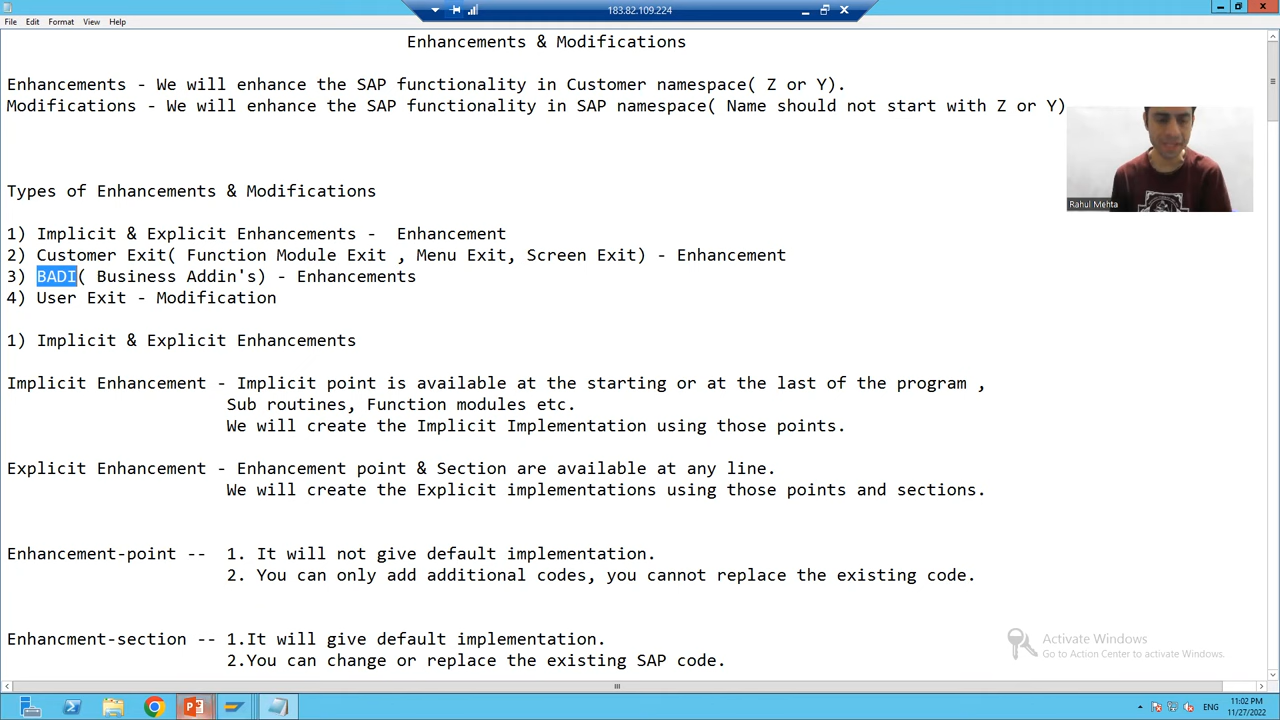 183.82.109.224
File Edit Format View Help
Enhancements & Modifications
Enhancements - We will enhance the SAP functionality in Customer namespace( Z or Y).
Modifications - We will enhance the SAP functionality in SAP namespace( Name should not start with Z or Y)
Rahul Mehta
Types of Enhancements & Modifications
1) Implicit & Explicit Enhancements - Enhancement
2) Customer Exit( Function Module Exit , Menu Exit, Screen Exit) - Enhancement
3) BADI( Business Addin's) - Enhancements
4) User Exit - Modification
1) Implicit & Explicit Enhancements
Implicit Enhancement - Implicit point is available at the starting or at the last of the program ,
Sub routines, Function modules etc.
We will create the Implicit Implementation using those points.
Explicit Enhancement - Enhancement point & Section are available at any line.
We will create the Explicit implementations using those points and sections.
Enhancement-point -- 1. It will not give default implementation.
2. You can only add additional codes, you cannot replace the existing code.
Enhancment-section -- 1.It will give default implementation.
2.You can change or replace the existing SAP code.
Activate Windows
Go to Action Center to activate Windows.
ENG
11:02 PM
11/27/2022